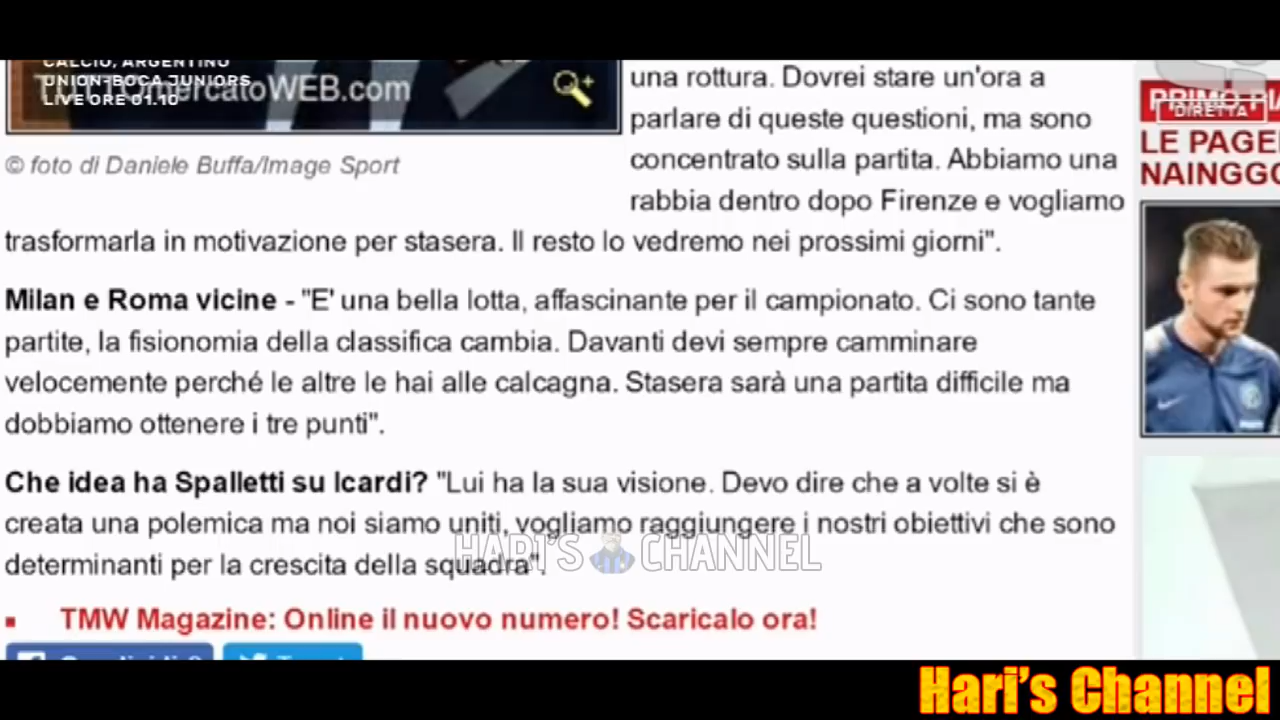 CALCIO, ARGENTINO
UNION-BOCA JUNIORS
LIVE ORE 01.10
TUTTOmercatoWEB.com
© foto di Daniele Buffa/Image Sport
una rottura. Dovrei stare un'ora a
parlare di queste questioni, ma sono
concentrato sulla partita. Abbiamo una
rabbia dentro dopo Firenze e vogliamo
trasformarla in motivazione per stasera. Il resto lo vedremo nei prossimi giorni".
Milan e Roma vicine - "E' una bella lotta, affascinante per il campionato. Ci sono tante
partite, la fisionomia della classifica cambia. Davanti devi sempre camminare
velocemente perché le altre le hai alle calcagna. Stasera sarà una partita difficile ma
dobbiamo ottenere i tre punti".
Che idea ha Spalletti su Icardi? "Lui ha la sua visione. Devo dire che a volte si è
creata una polemica ma noi siamo uniti, vogliamo raggiungere i nostri obiettivi che sono
determinanti per la crescita della squadra".
HARI'S CHANNEL
TMW Magazine: Online il nuovo numero! Scaricalo ora!
PRIMO PIA
DIRETTA
LE PAGE
NAINGGO
Hari's Channel